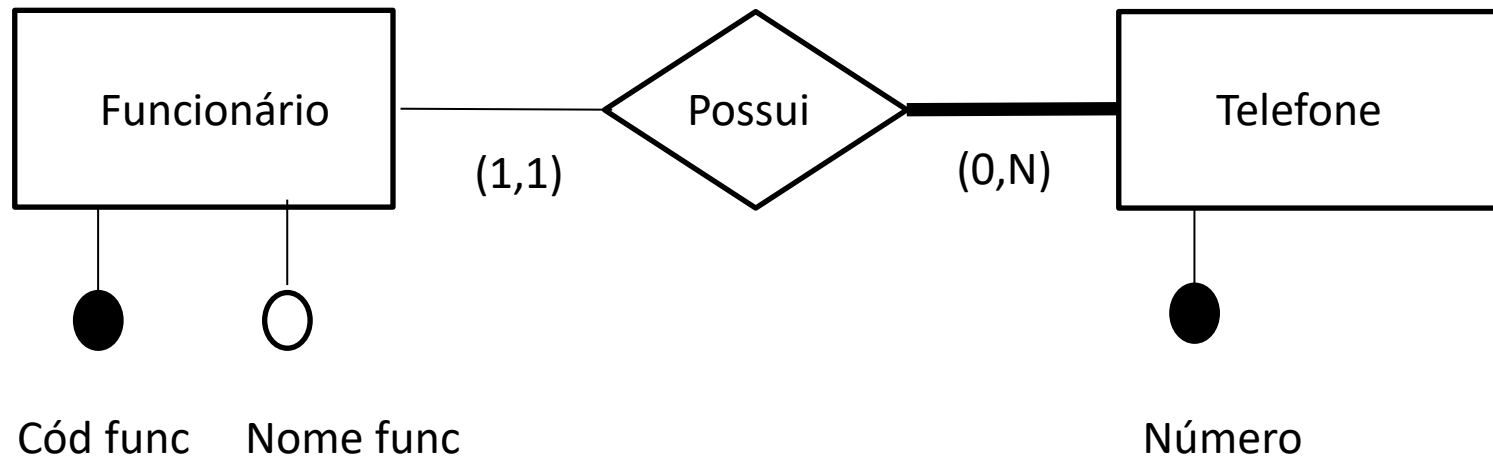 Funcionário
Possui
Telefone
(1,1)
(0,N)
Cód func
Nome func
Número